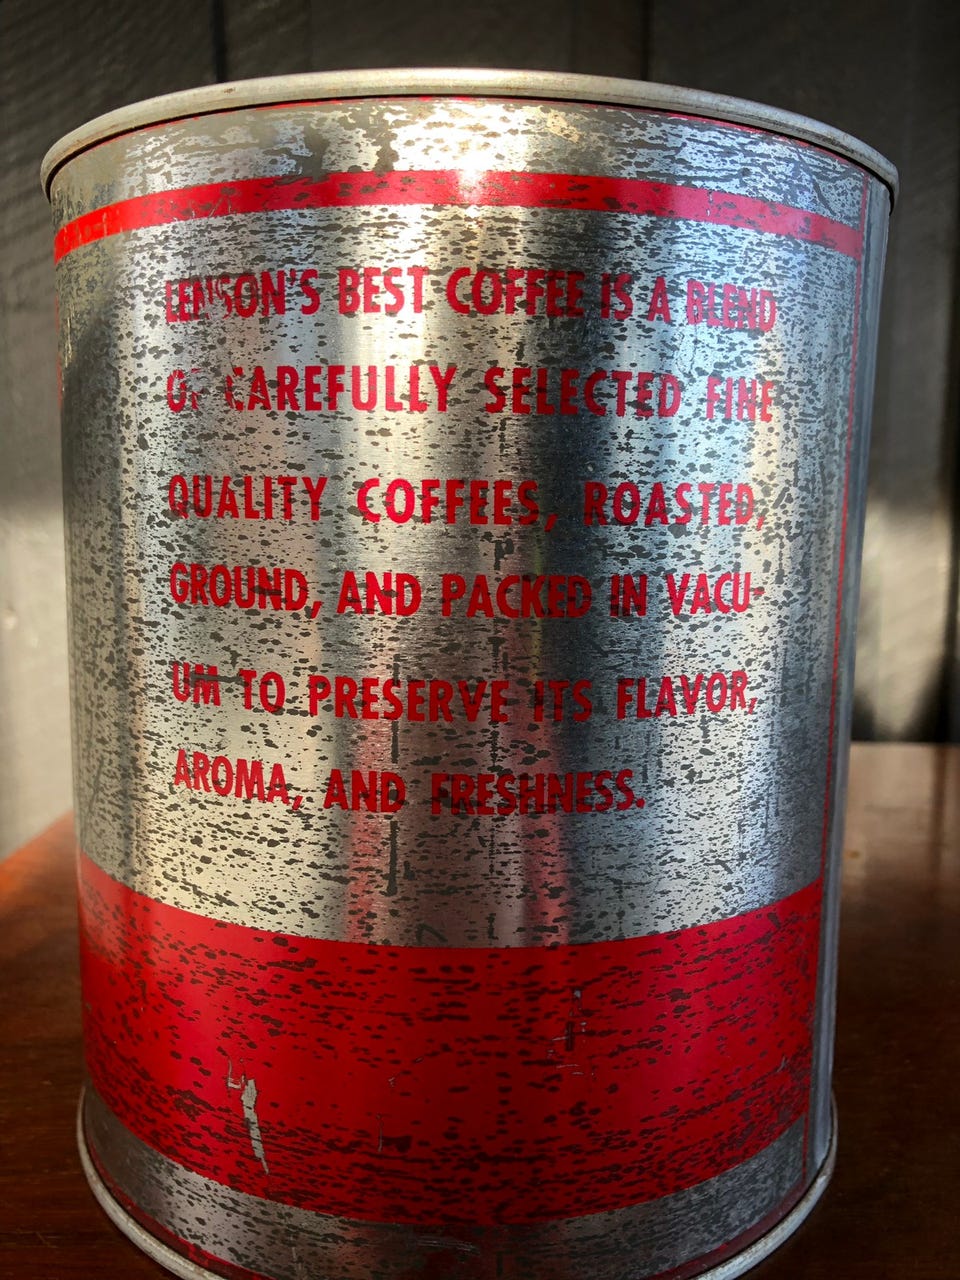 LENSON'S BEST COFFEE IS A BLEND
OF CAREFULLY SELECTED FINE
QUALITY COFFEES, ROASTED,
GROUND, AND PACKED IN VACU-
UM TO PRESERVE ITS FLAVOR,
AROMA, AND FRESHNESS.